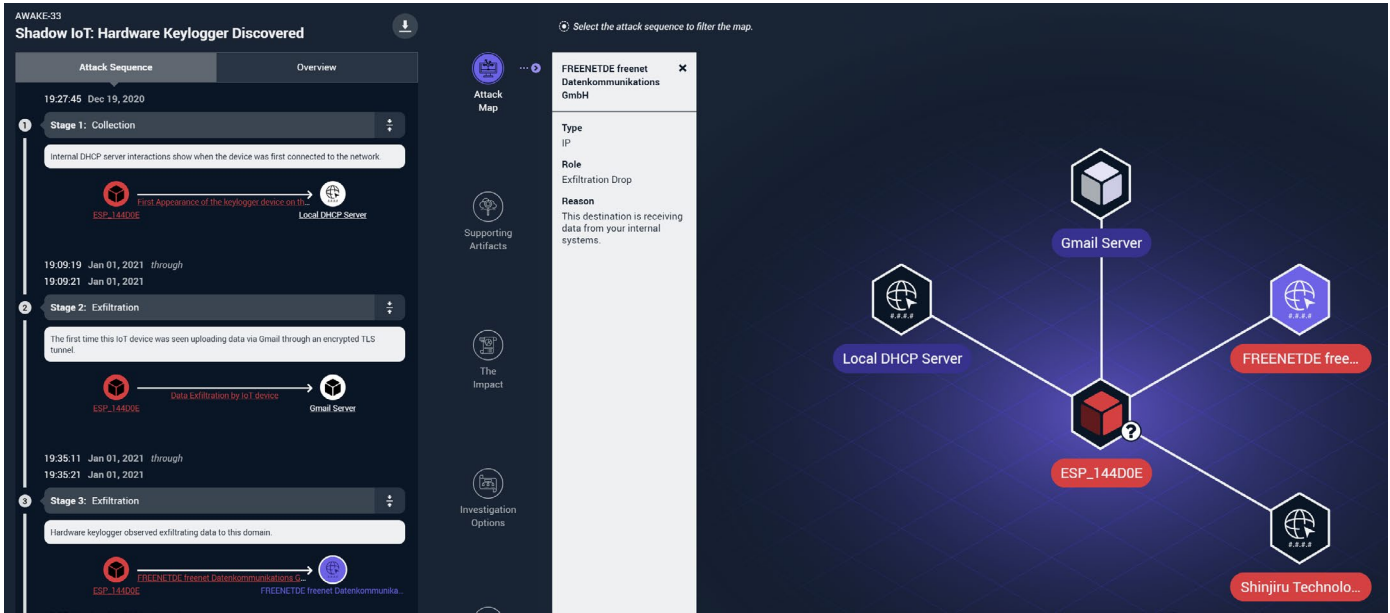 AWAKE-33
Shadow IoT: Hardware Keylogger Discovered
Attack Sequence
Overview
19:27:45 Dec 19, 2020
1
Stage 1: Collection
Internal DHCP server interactions show when the device was first connected to the network.
First Appearance of the keylogger device on th...
ESP_144D0E
Local DHCP Server
19:09:19 Jan 01, 2021 through
19:09:21 Jan 01, 2021
2
Stage 2: Exfiltration
The first time this IoT device was seen uploading data via Gmail through an encrypted TLS
tunnel.
Data Exfiltration by IoT device
ESP_144D0E
Gmail Server
19:35:11 Jan 01, 2021 through
19:35:21 Jan 01, 2021
3
Stage 3: Exfiltration
Hardware keylogger observed exfiltrating data to this domain.
FREENETDE freenet Datenkommunikations G...
ESP_144D0E
FREENETDE freenet Datenkommunika...
Attack
Map
Supporting
Artifacts
The
Impact
Investigation
Options
Select the attack sequence to filter the map.
FREENETDE freenet
Datenkommunikations
GmbH
Type
IP
Role
Exfiltration Drop
Reason
This destination is receiving
data from your internal
systems.
Gmail Server
#.#.#.#
Local DHCP Server
#.#.#.#
FREENETDE free...
?
ESP_144D0E
#.#.#.#
Shinjiru Technolo...